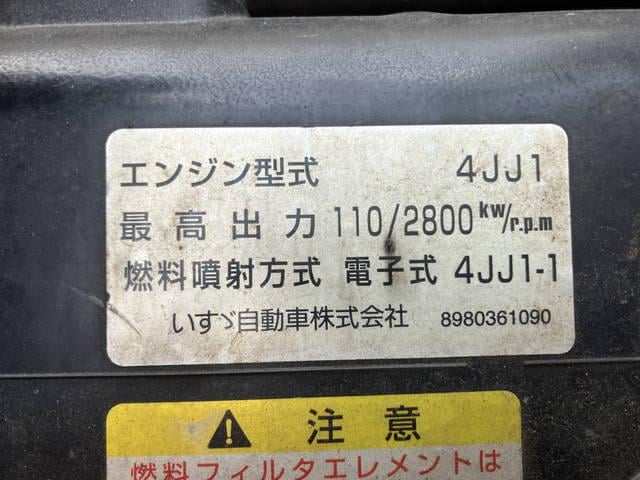 エンジン型式 4JJ1
最高出力 110/2800 kw/r.p.m
燃料噴射方式 電子式 4JJ1-1
いすゞ自動車株式会社 8980361090
注意
燃料フィルタエレメントは